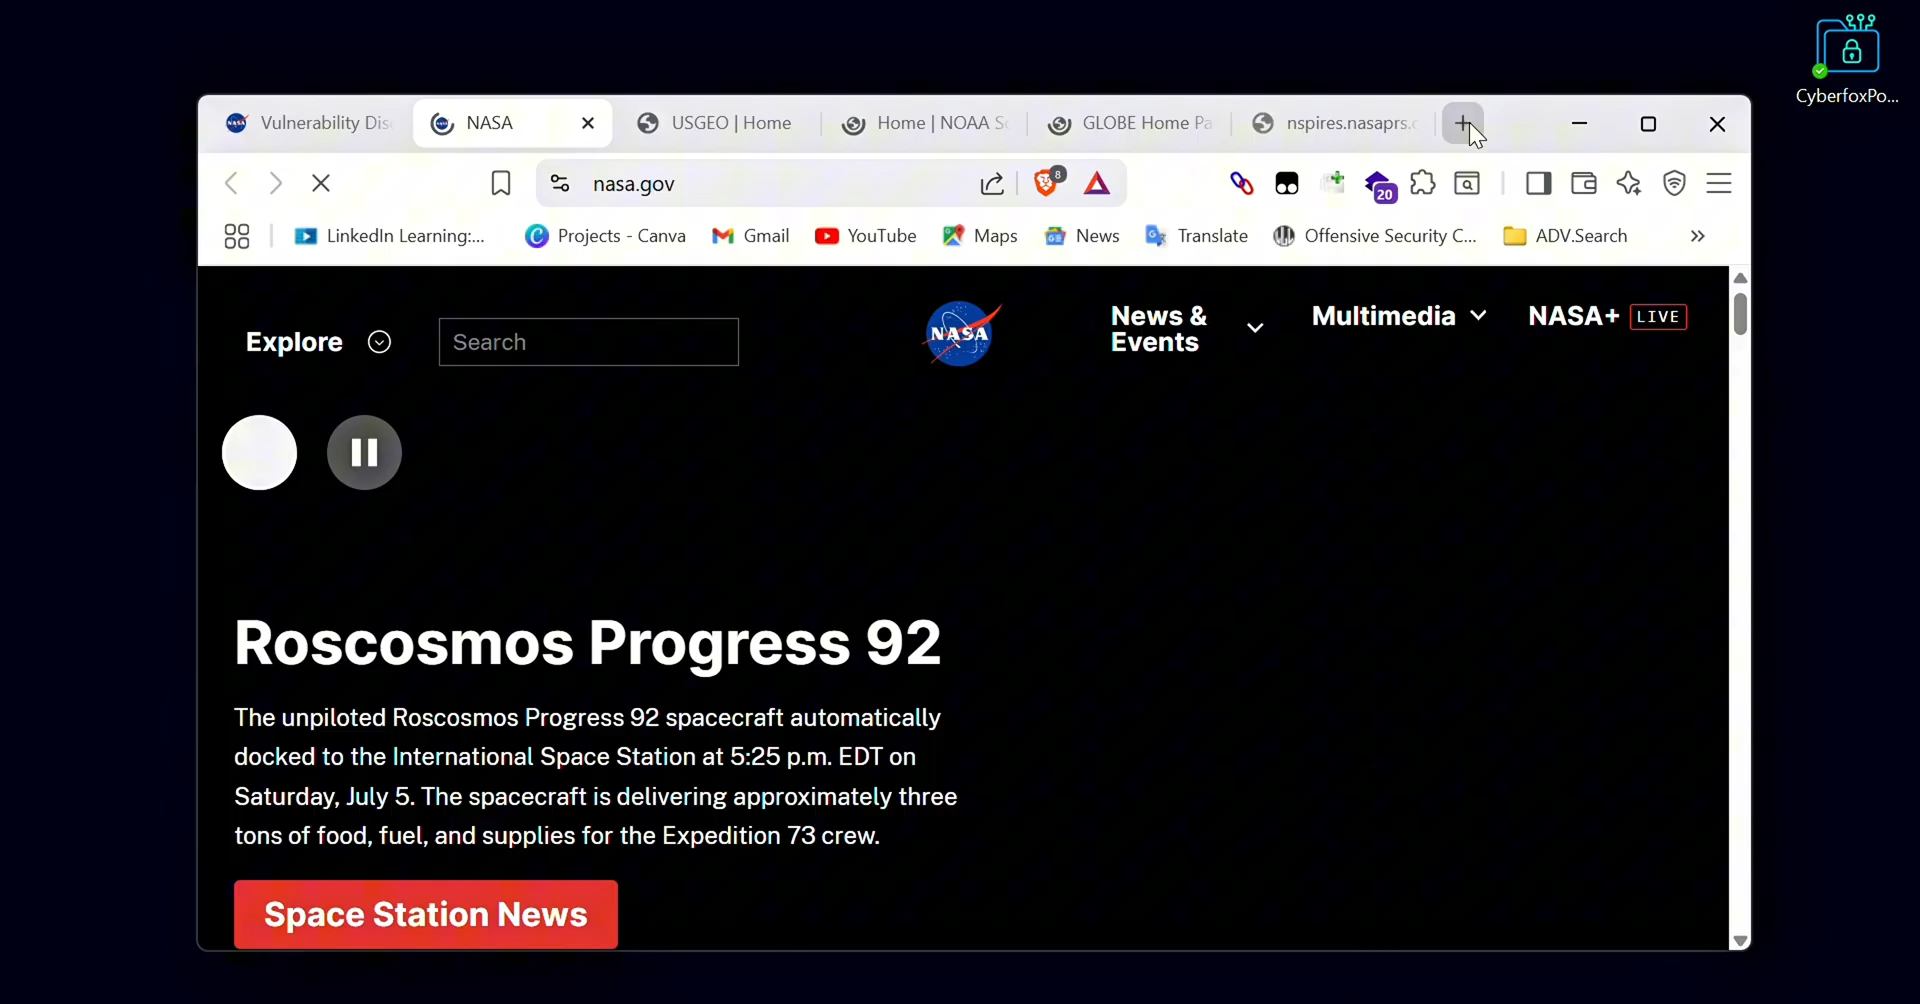 CyberfoxPo...
Vulnerability Dis
NASA
USGEO | Home
Home | NOAA S
GLOBE Home Pa
nspires.nasaprs.c
nasa.gov
8
20
LinkedIn Learning:...
Projects - Canva
Gmail
YouTube
Maps
News
Translate
Offensive Security C...
ADV.Search
Explore
Search
NASA
News &
Events
Multimedia
NASA+
LIVE
Roscosmos Progress 92
The unpiloted Roscosmos Progress 92 spacecraft automatically
docked to the International Space Station at 5:25 p.m. EDT on
Saturday, July 5. The spacecraft is delivering approximately three
tons of food, fuel, and supplies for the Expedition 73 crew.
Space Station News